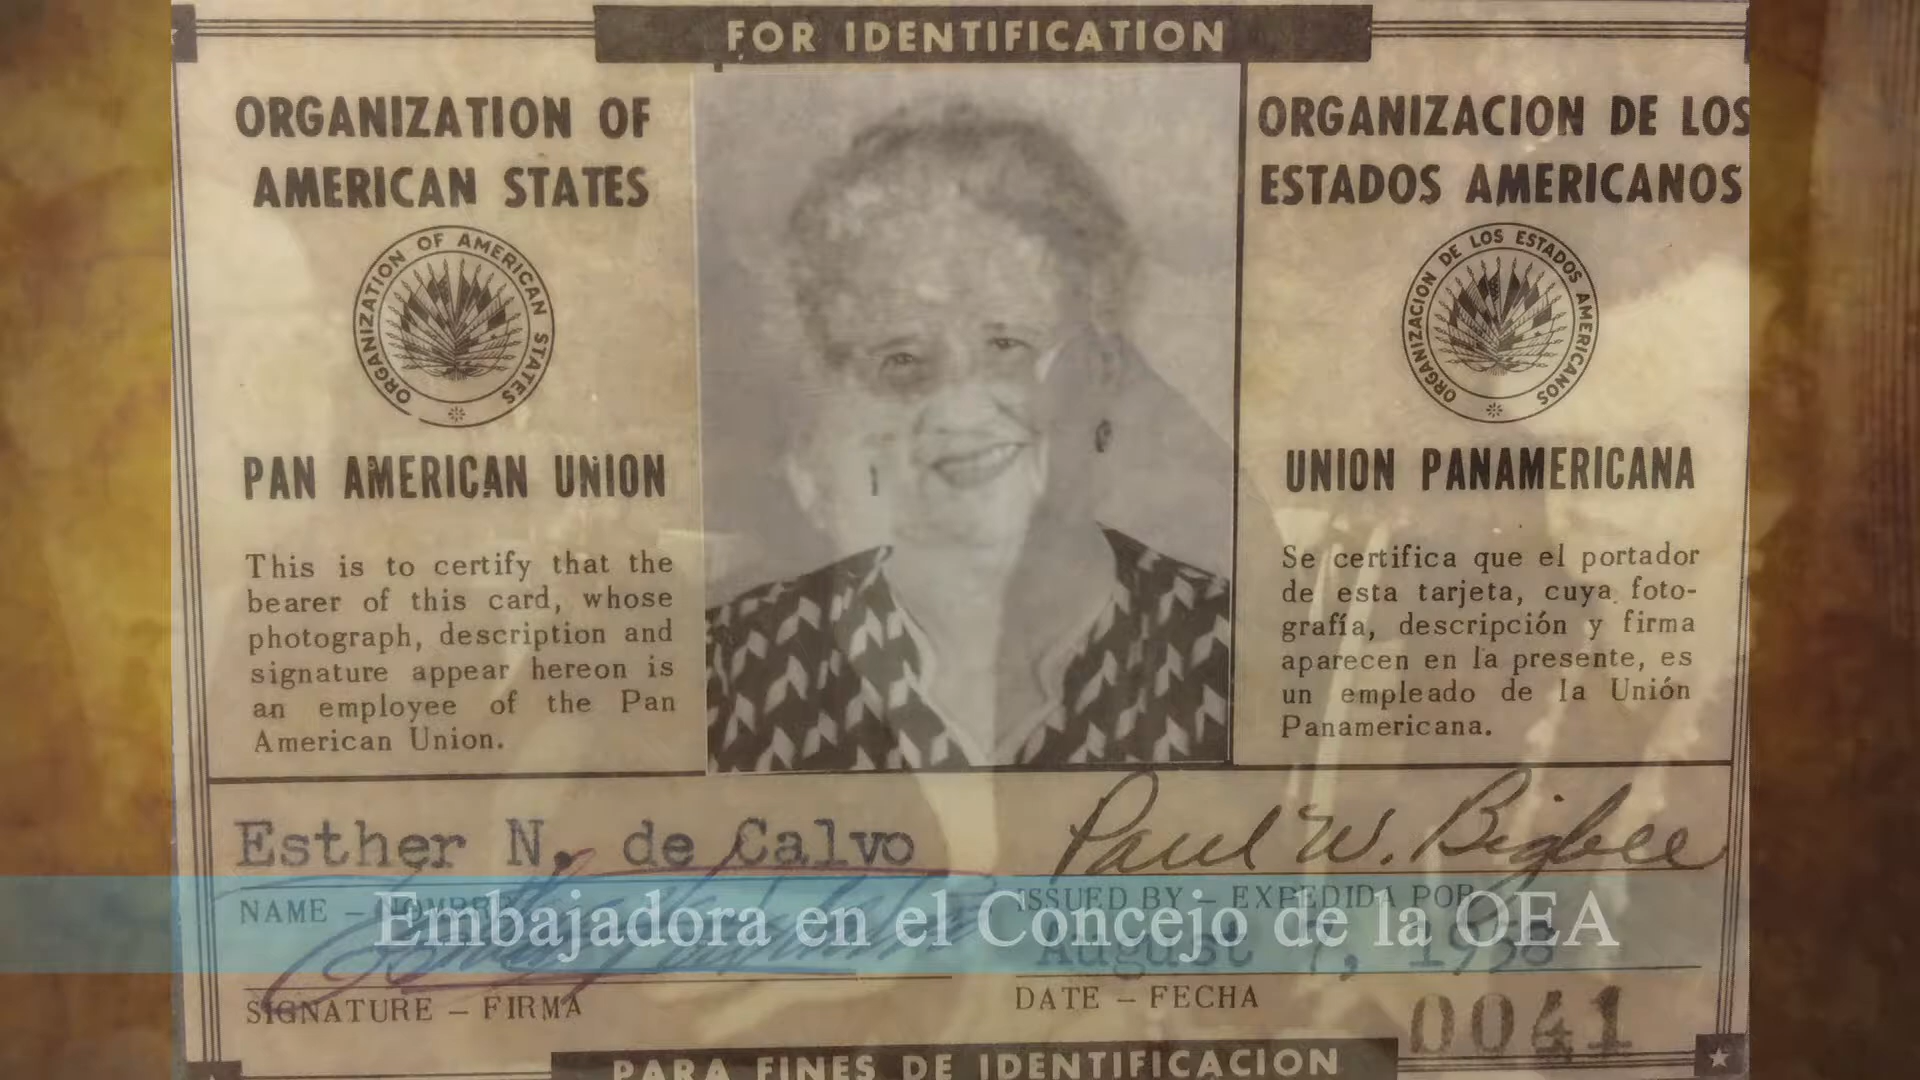 FOR IDENTIFICATION
ORGANIZATION OF
AMERICAN STATES
ORGANIZATION OF AMERICAN STATES
PAN AMERICAN UNION
This is to certify that the
bearer of this card, whose
photograph, description and
signature appear hereon is
an employee of the Pan
American Union.
ORGANIZACION DE LOS
ESTADOS AMERICANOS
ORGANIZACION DE LOS ESTADOS AMERICANOS
UNION PANAMERICANA
Se certifica que el portador
de esta tarjeta, cuya foto-
grafía, descripción y firma
aparecen en la presente, es
un empleado de la Unión
Panamericana.
Esther N. de Calvo
Paul W. Bigbee
NAME – NOMBRE
ISSUED BY – EXPEDIDA POR
Embajadora en el Concejo de la OEA
August 7, 1958
SIGNATURE – FIRMA
DATE – FECHA
0041
PARA FINES DE IDENTIFICACION